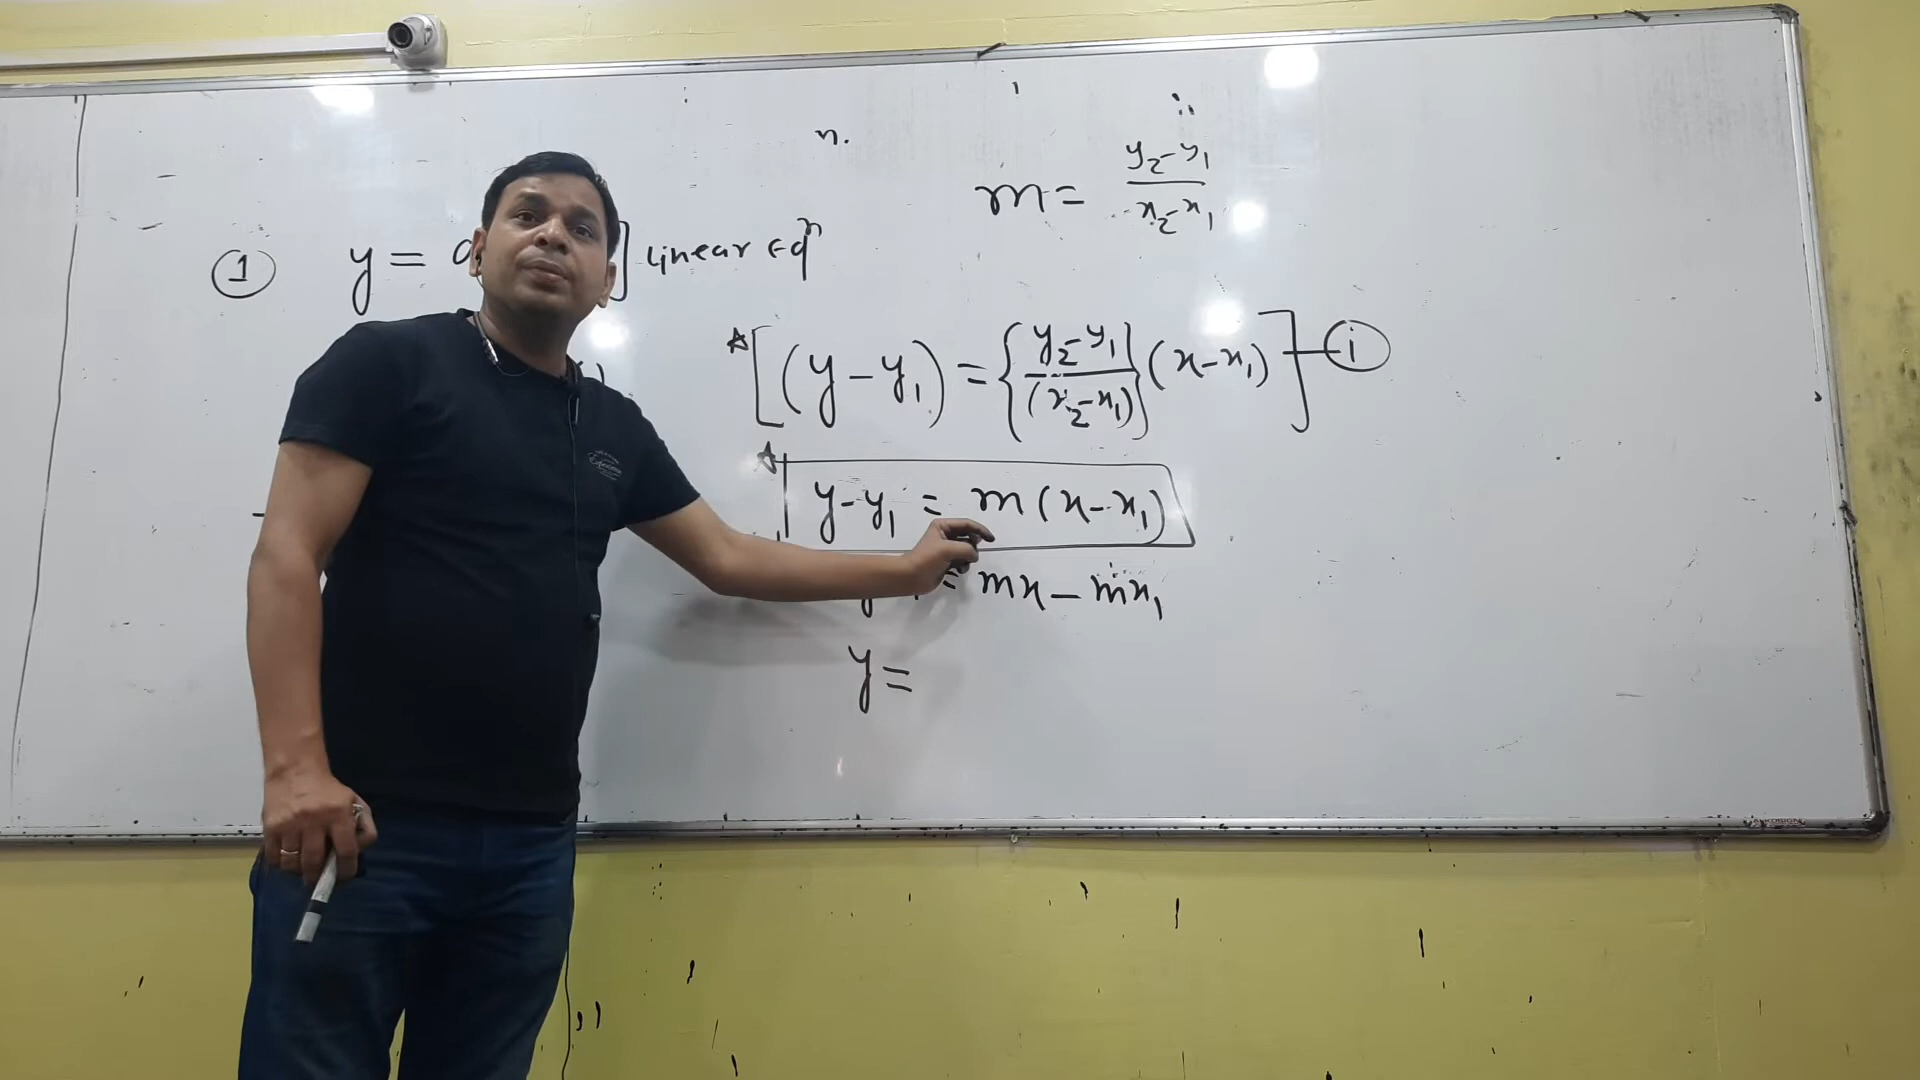 n.
m = y₂-y₁ / x₂-x₁
① y = ] Linear Eqⁿ
☆ [(y-y₁) = {y₂-y₁ / (x₂-x₁)} (x-x₁)] — ⓘ
☆ y-y₁ = m(x-x₁)
= mx - mx₁
y =